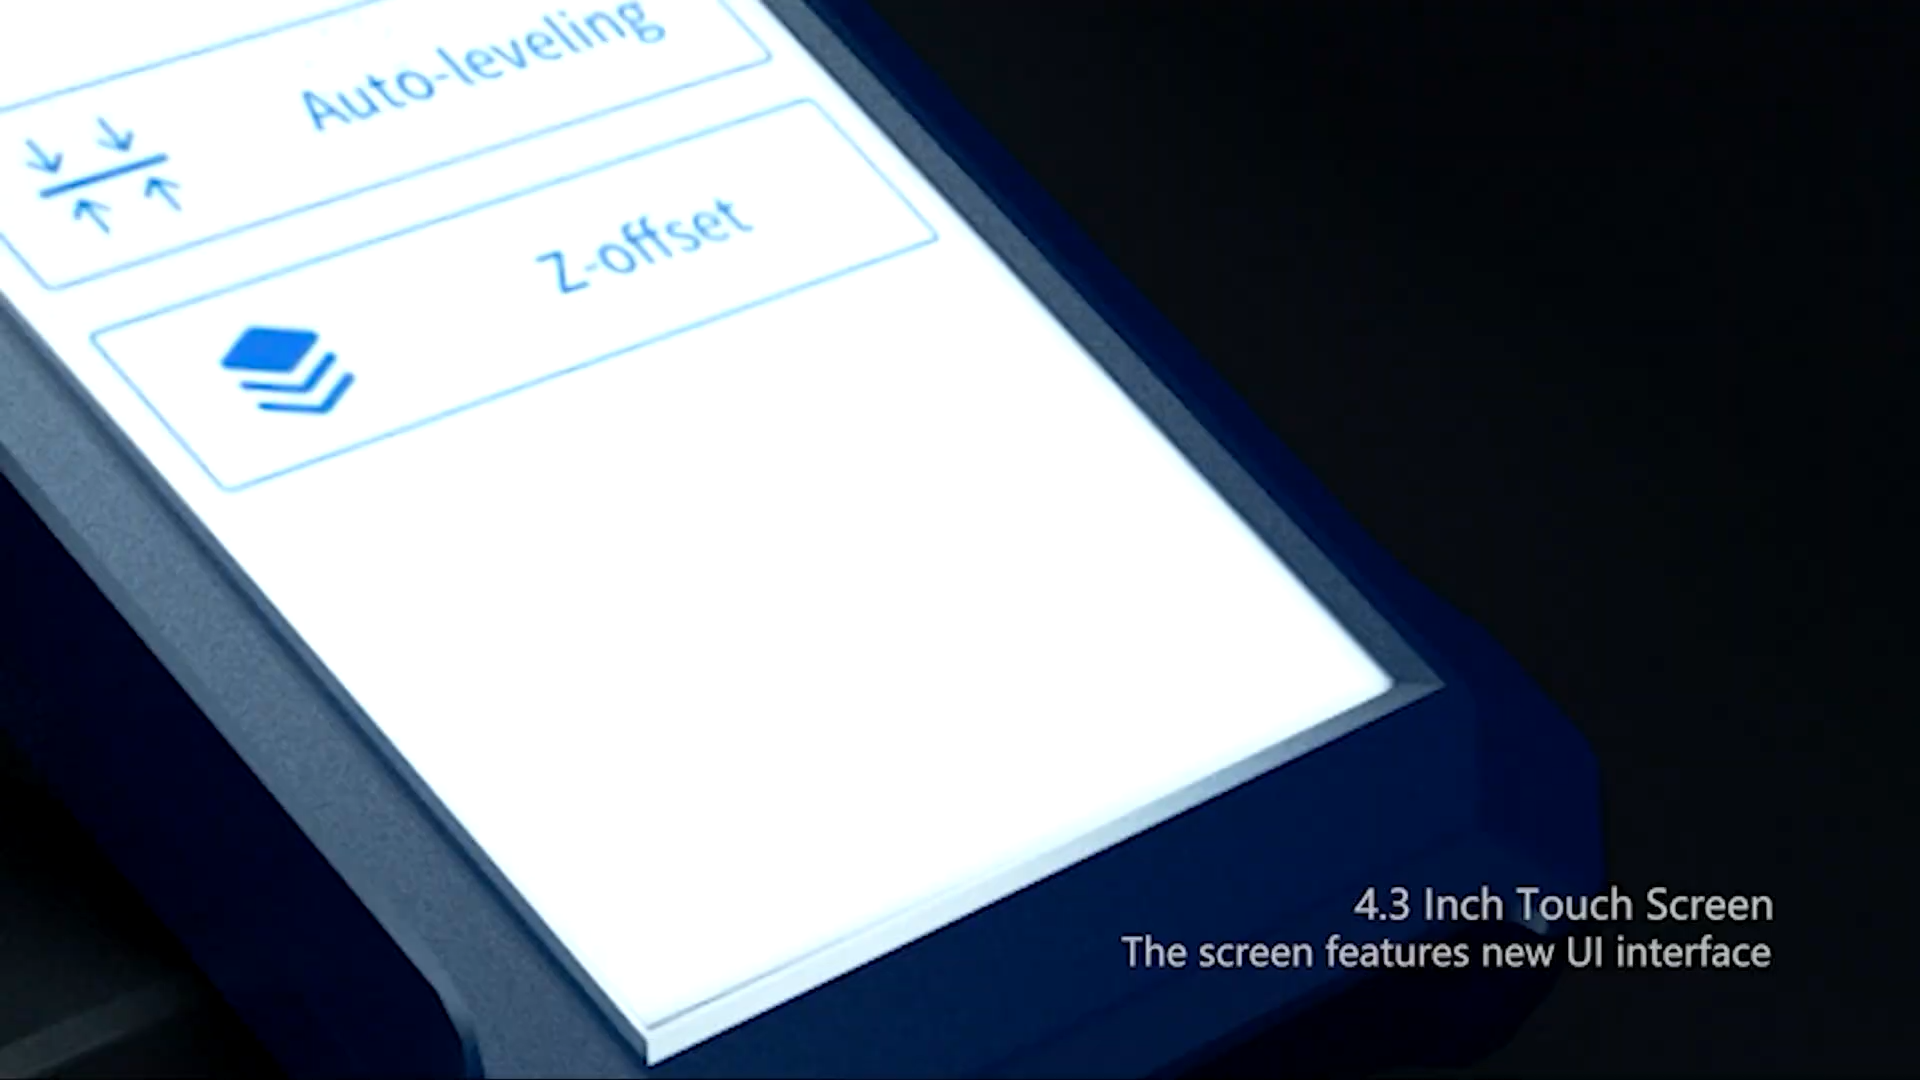 Auto-leveling
Z-offset
4.3 Inch Touch Screen
The screen features new UI interface